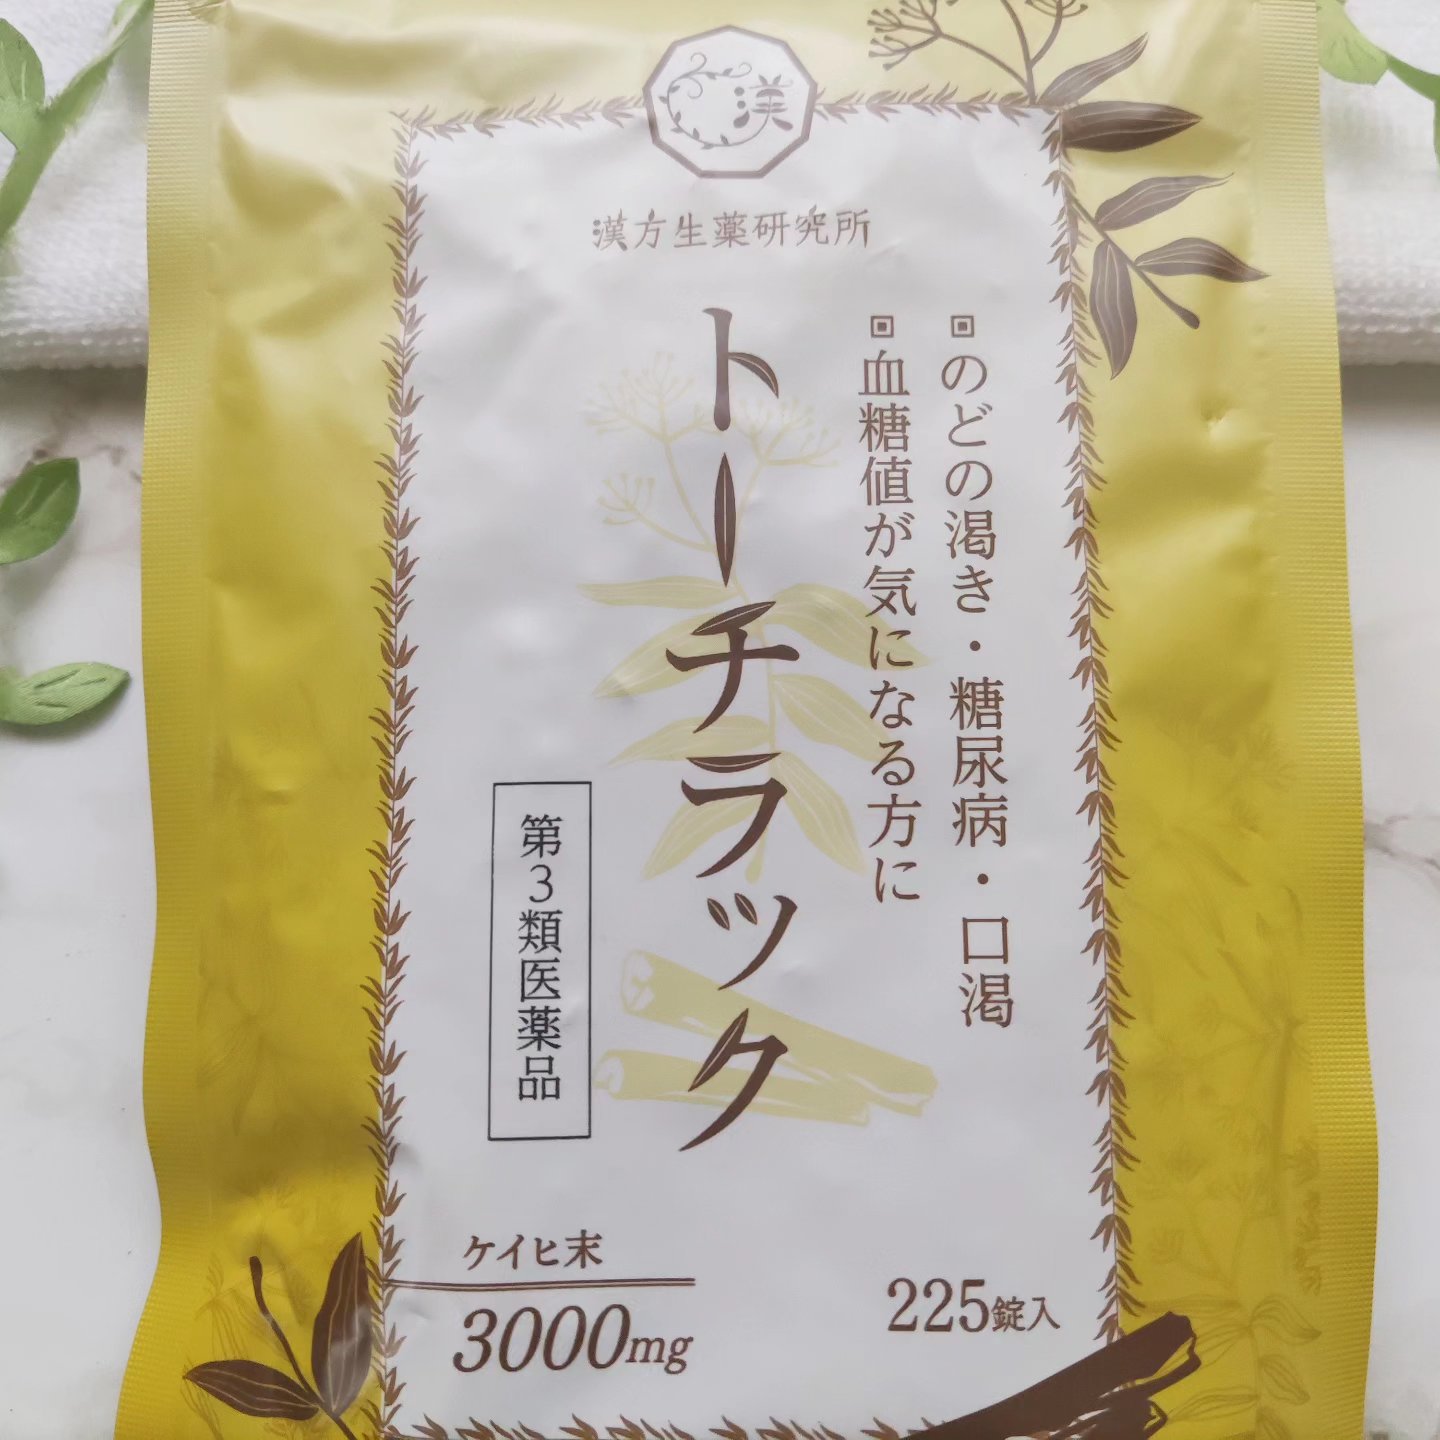 漢
漢方生薬研究所
▣のどの渇き・糖尿病・口渇
▣血糖値が気になる方に
トーチラック
第3類医薬品
ケイヒ末
3000mg
225錠入